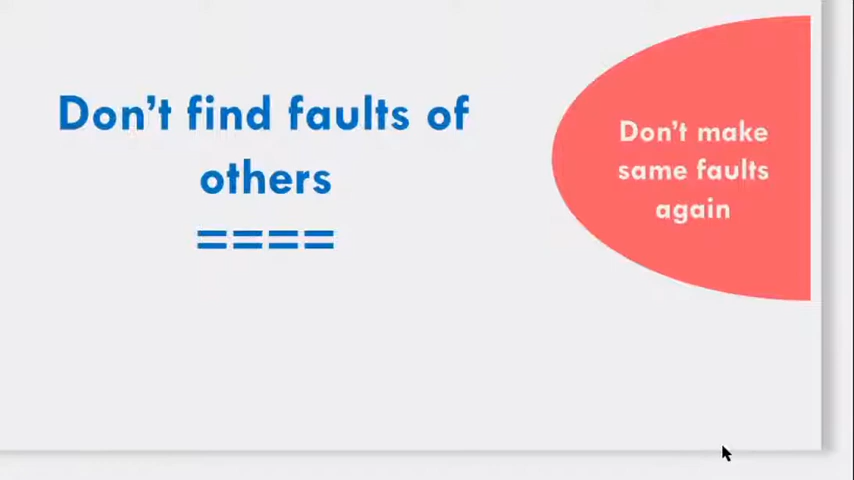 Don't find faults of
others
====
Don't make
same faults
again